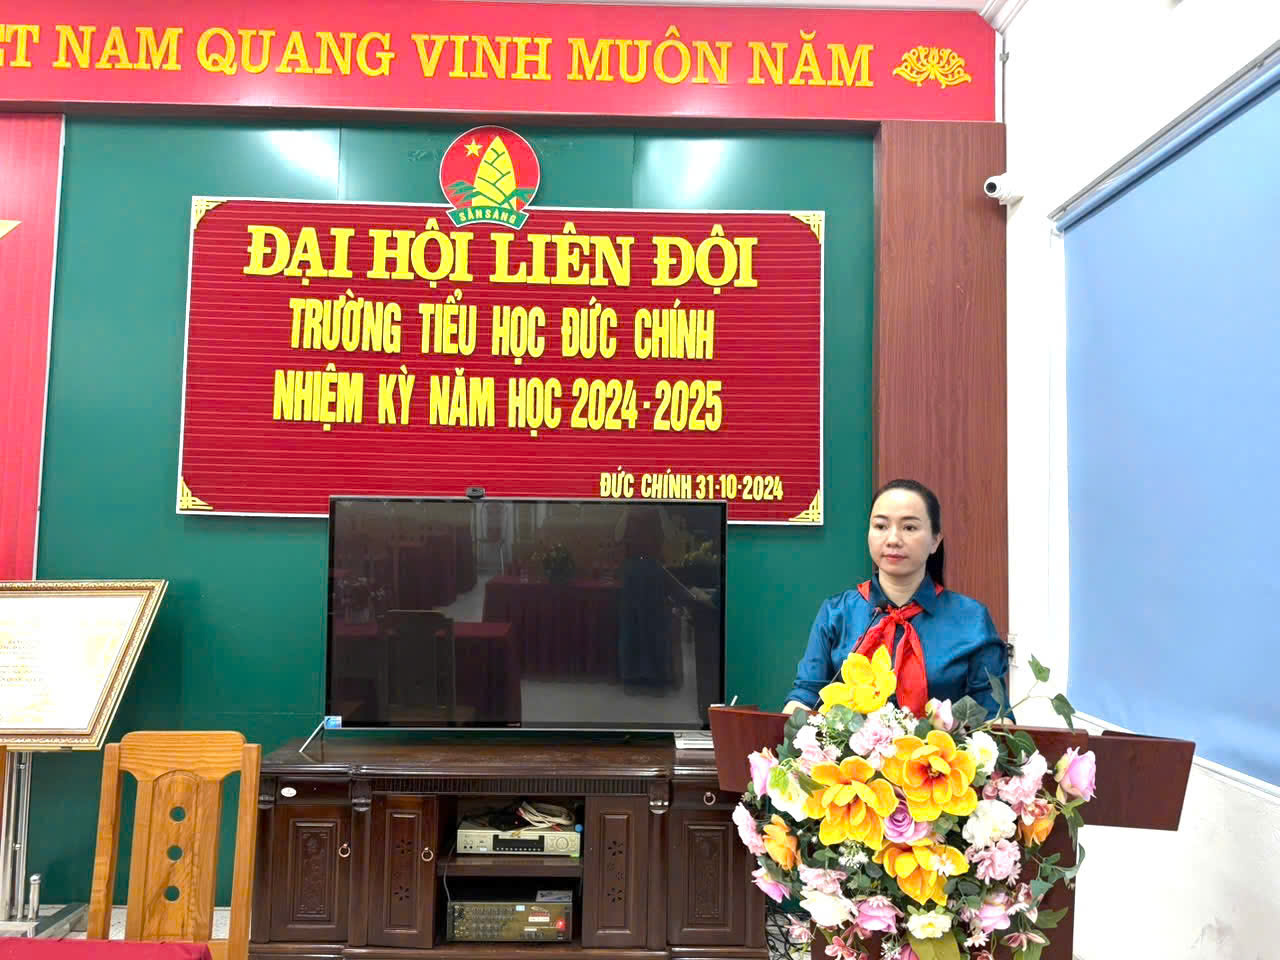 NAM QUANG VINH MUÔN NĂM
SẴN SÀNG
ĐẠI HỘI LIÊN ĐỘI
TRƯỜNG TIỂU HỌC ĐỨC CHÍNH
NHIỆM KỲ NĂM HỌC 2024-2025
ĐỨC CHÍNH 31-10-2024